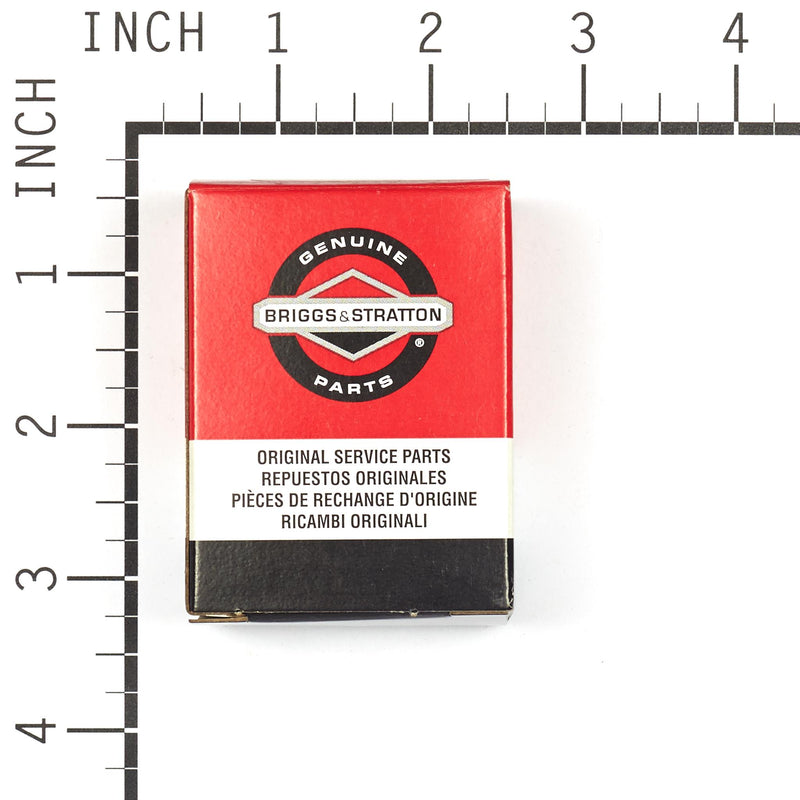 INCH 1 2 3 4
INCH
1
2
3
4
GENUINE
BRIGGS & STRATTON
®
PARTS
ORIGINAL SERVICE PARTS
REPUESTOS ORIGINALES
PIÈCES DE RECHANGE D'ORIGINE
RICAMBI ORIGINALI